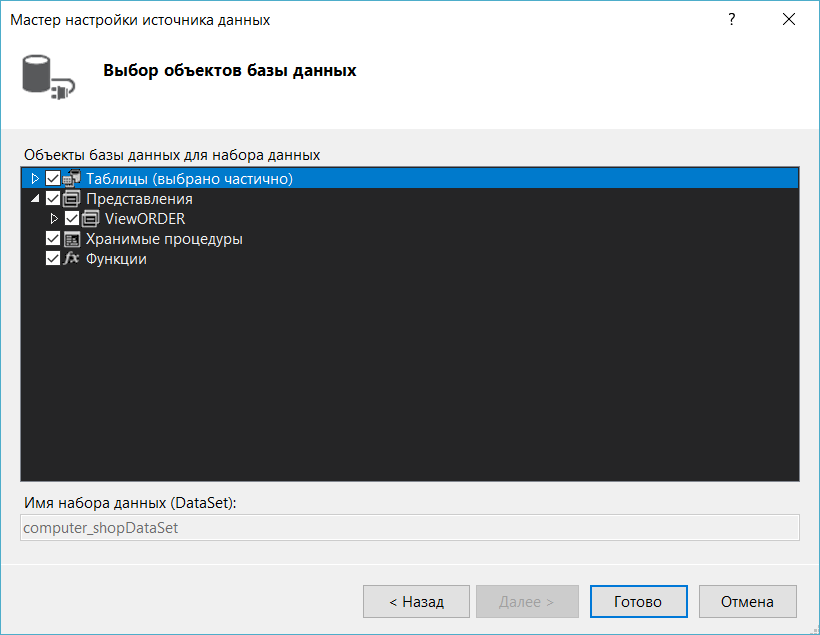 Мастер настройки источника данных
?
Выбор объектов базы данных
Объекты базы данных для набора данных
Таблицы (выбрано частично)
Представления
ViewORDER
Хранимые процедуры
fx Функции
Имя набора данных (DataSet):
computer_shopDataSet
< Назад Далее > Готово Отмена